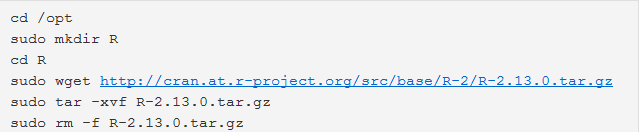 cd /opt
sudo mkdir R
cd R
sudo wget http://cran.at.r-project.org/src/base/R-2/R-2.13.0.tar.gz
sudo tar -xvf R-2.13.0.tar.gz
sudo rm -f R-2.13.0.tar.gz